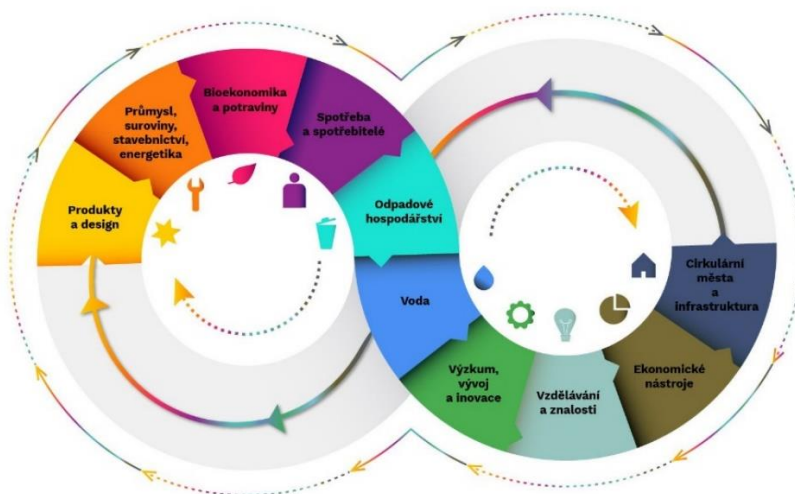 Produkty
a design
Průmysl,
suroviny,
stavebnictví,
energetika
Bioekonomika
a potraviny
Spotřeba
a spotřebitelé
Odpadové
hospodářství
Voda
Výzkum,
vývoj
a inovace
Vzdělávání
a znalosti
Ekonomické
nástroje
Cirkulární
města
a
infrastruktura